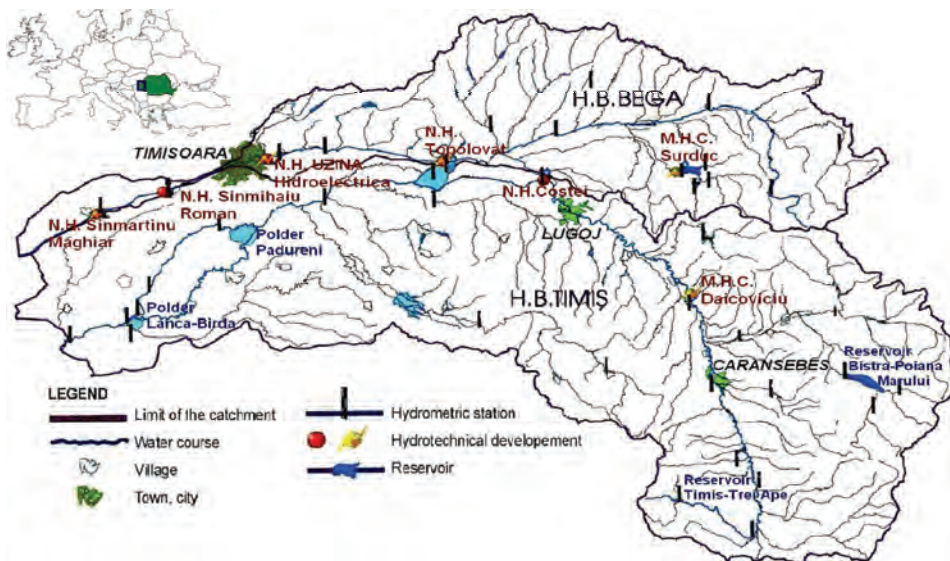 H.B.BEGA
TIMISOARA
N.H.
Topolovat
M.H.C.
Surduc
N.H. UZINA
Hidroelectrica
N.H. Sinmihaiu
Roman
N.H.Costei
N.H. Sinmartinu
Maghiar
LUGOJ
Polder
Padureni
H.B.TIMIS
M.H.C.
Daicoviciu
Polder
Lanca-Birda
CARANSEBES
Reservoir
Bistra-Poiana
Marului
Reservoir
Timis-Trei Ape
LEGEND
Limit of the catchment
Water course
Village
Town, city
Hydrometric station
Hydrotechnical developement
Reservoir